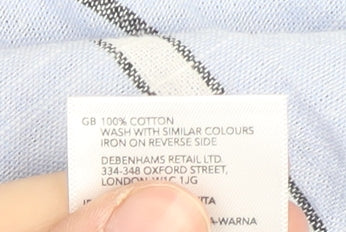 GB 100% COTTON
WASH WITH SIMILAR COLOURS
IRON ON REVERSE SIDE
DEBENHAMS RETAIL LTD.
334-348 OXFORD STREET,
LONDON W1C 1JG
-WARNA